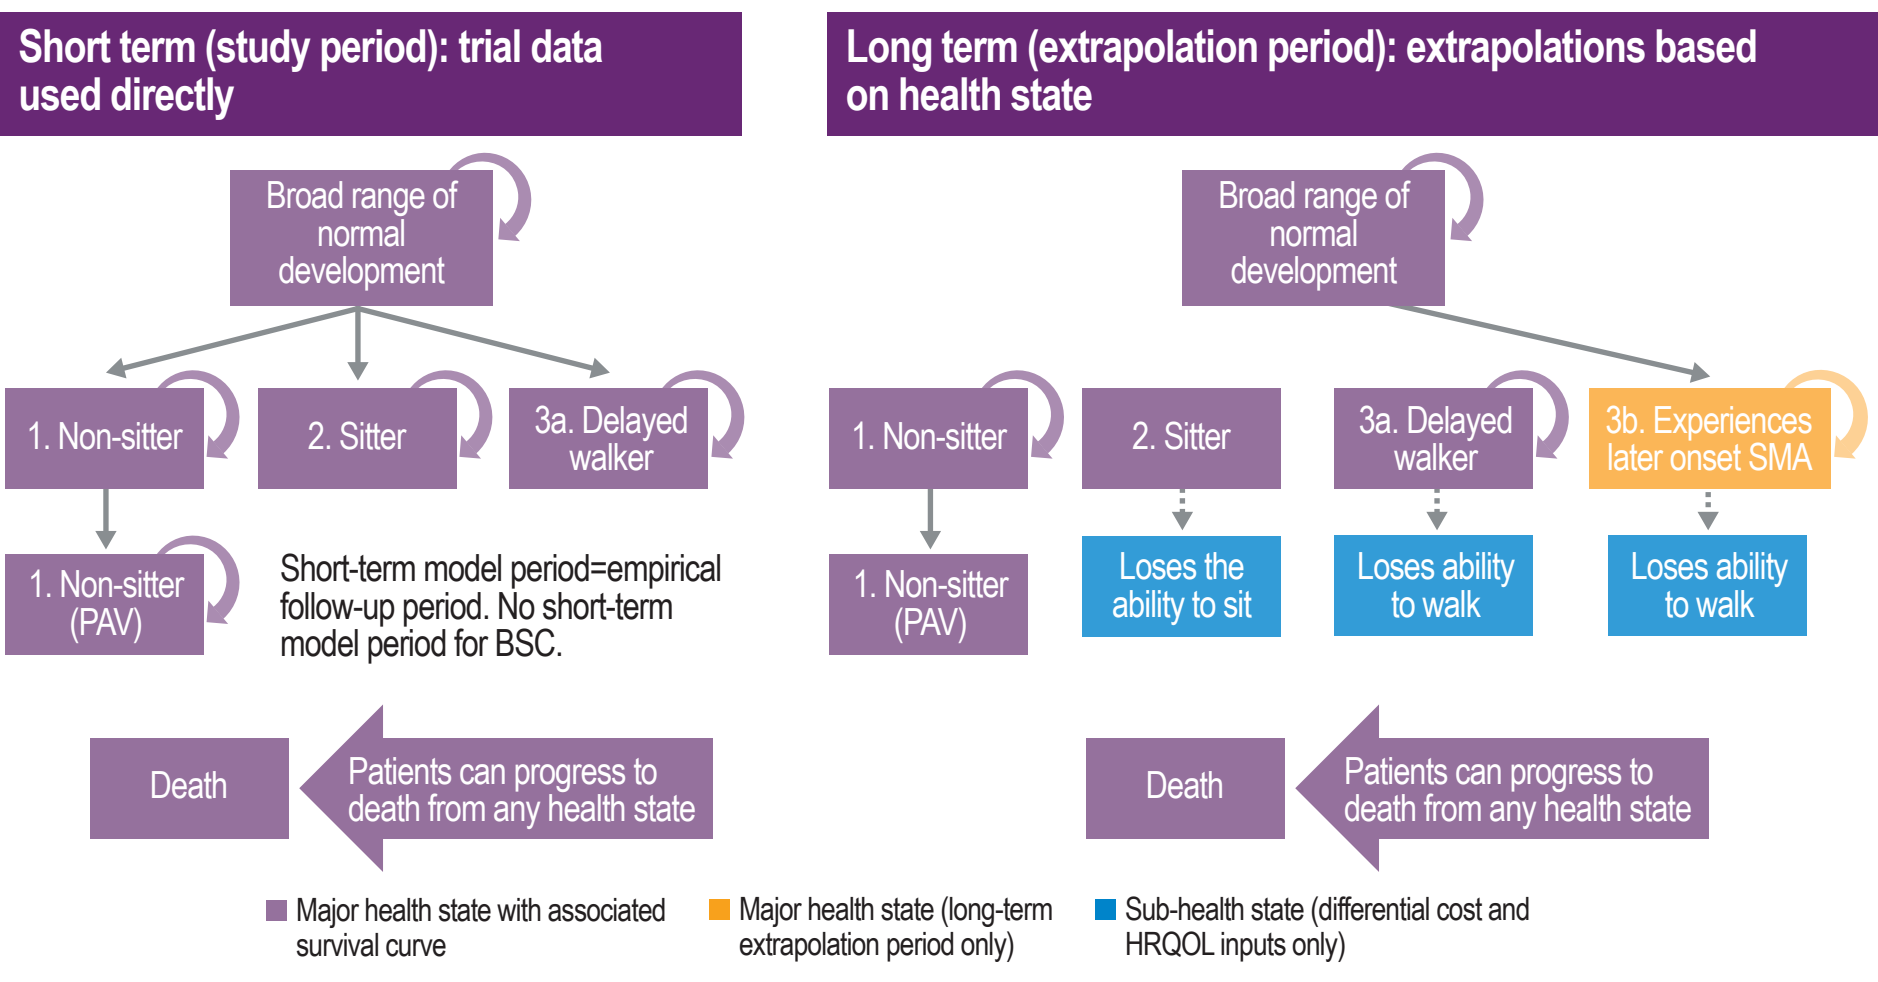 Short term (study period): trial data
used directly
Broad range of
normal
development
1. Non-sitter
2. Sitter
3a. Delayed
walker
1. Non-sitter
(PAV)
Short-term model period=empirical
follow-up period. No short-term
model period for BSC.
Death
Patients can progress to
death from any health state
Long term (extrapolation period): extrapolations based
on health state
Broad range of
normal
development
1. Non-sitter
2. Sitter
3a. Delayed
walker
3b. Experiences
later onset SMA
1. Non-sitter
(PAV)
Loses the
ability to sit
Loses ability
to walk
Loses ability
to walk
Death
Patients can progress to
death from any health state
Major health state with associated
survival curve
Major health state (long-term
extrapolation period only)
Sub-health state (differential cost and
HRQOL inputs only)